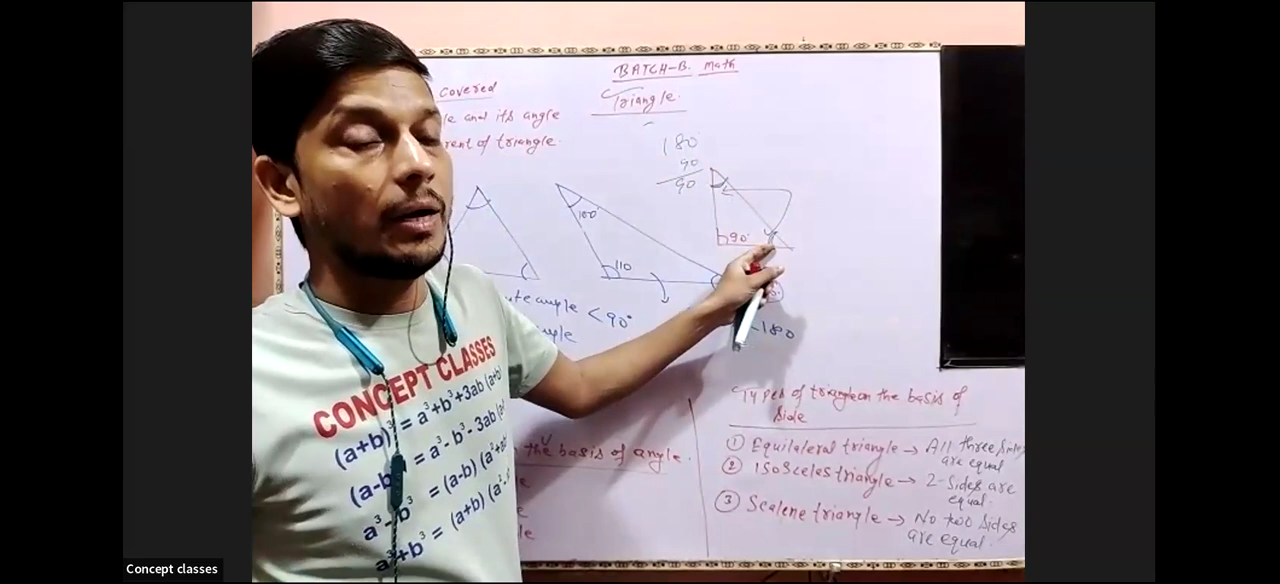 BATCH-B. Math
Covered
Triangle.
le and its angle
rent of triangle.
180
90
90
100
110
90°
ute angle < 90°
gle
180
Types of triangle on the basis of
Side
① Equilateral triangle → All three sides
are equal
② Isosceles triangle → 2-Sides are
equal.
③ Scalene triangle → No two sides
are equal.
the basis of angle.
le
CONCEPT CLASSES
(a+b)³ = a³+b³+3ab(a+b)
(a-b)³ = a³-b³-3ab(a
a³-b³ = (a-b)(a²+a
a³+b³ = (a+b)(a²-
Concept classes